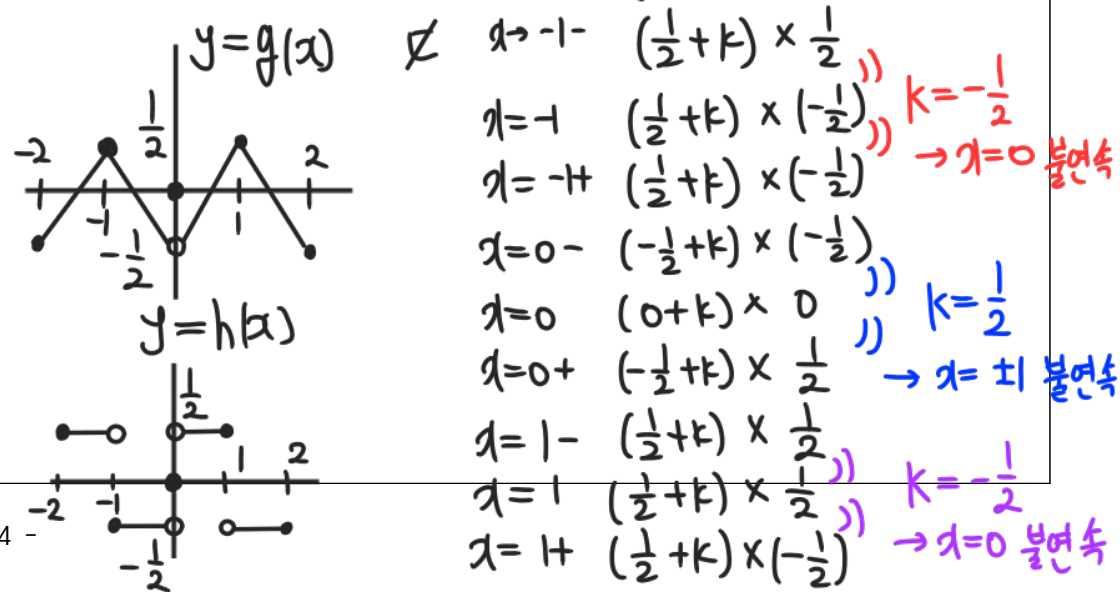 y=g(x)
1/2
-2
2
-1
1
-1/2
y=h(x)
1/2
-2
-1
1
2
-1/2
4 -
ㄷ x→-1- (1/2+k) × 1/2
x=-1 (1/2+k) × (-1/2)
x=-1+ (1/2+k) × (-1/2)
k=-1/2
→ x=0 불연속
x=0- (-1/2+k) × (-1/2)
x=0 (0+k) × 0
x=0+ (-1/2+k) × 1/2
k=1/2
→ x=±1 불연속
x=1- (1/2+k) × 1/2
x=1 (1/2+k) × 1/2
x=1+ (1/2+k) × (-1/2)
k=-1/2
→ x=0 불연속